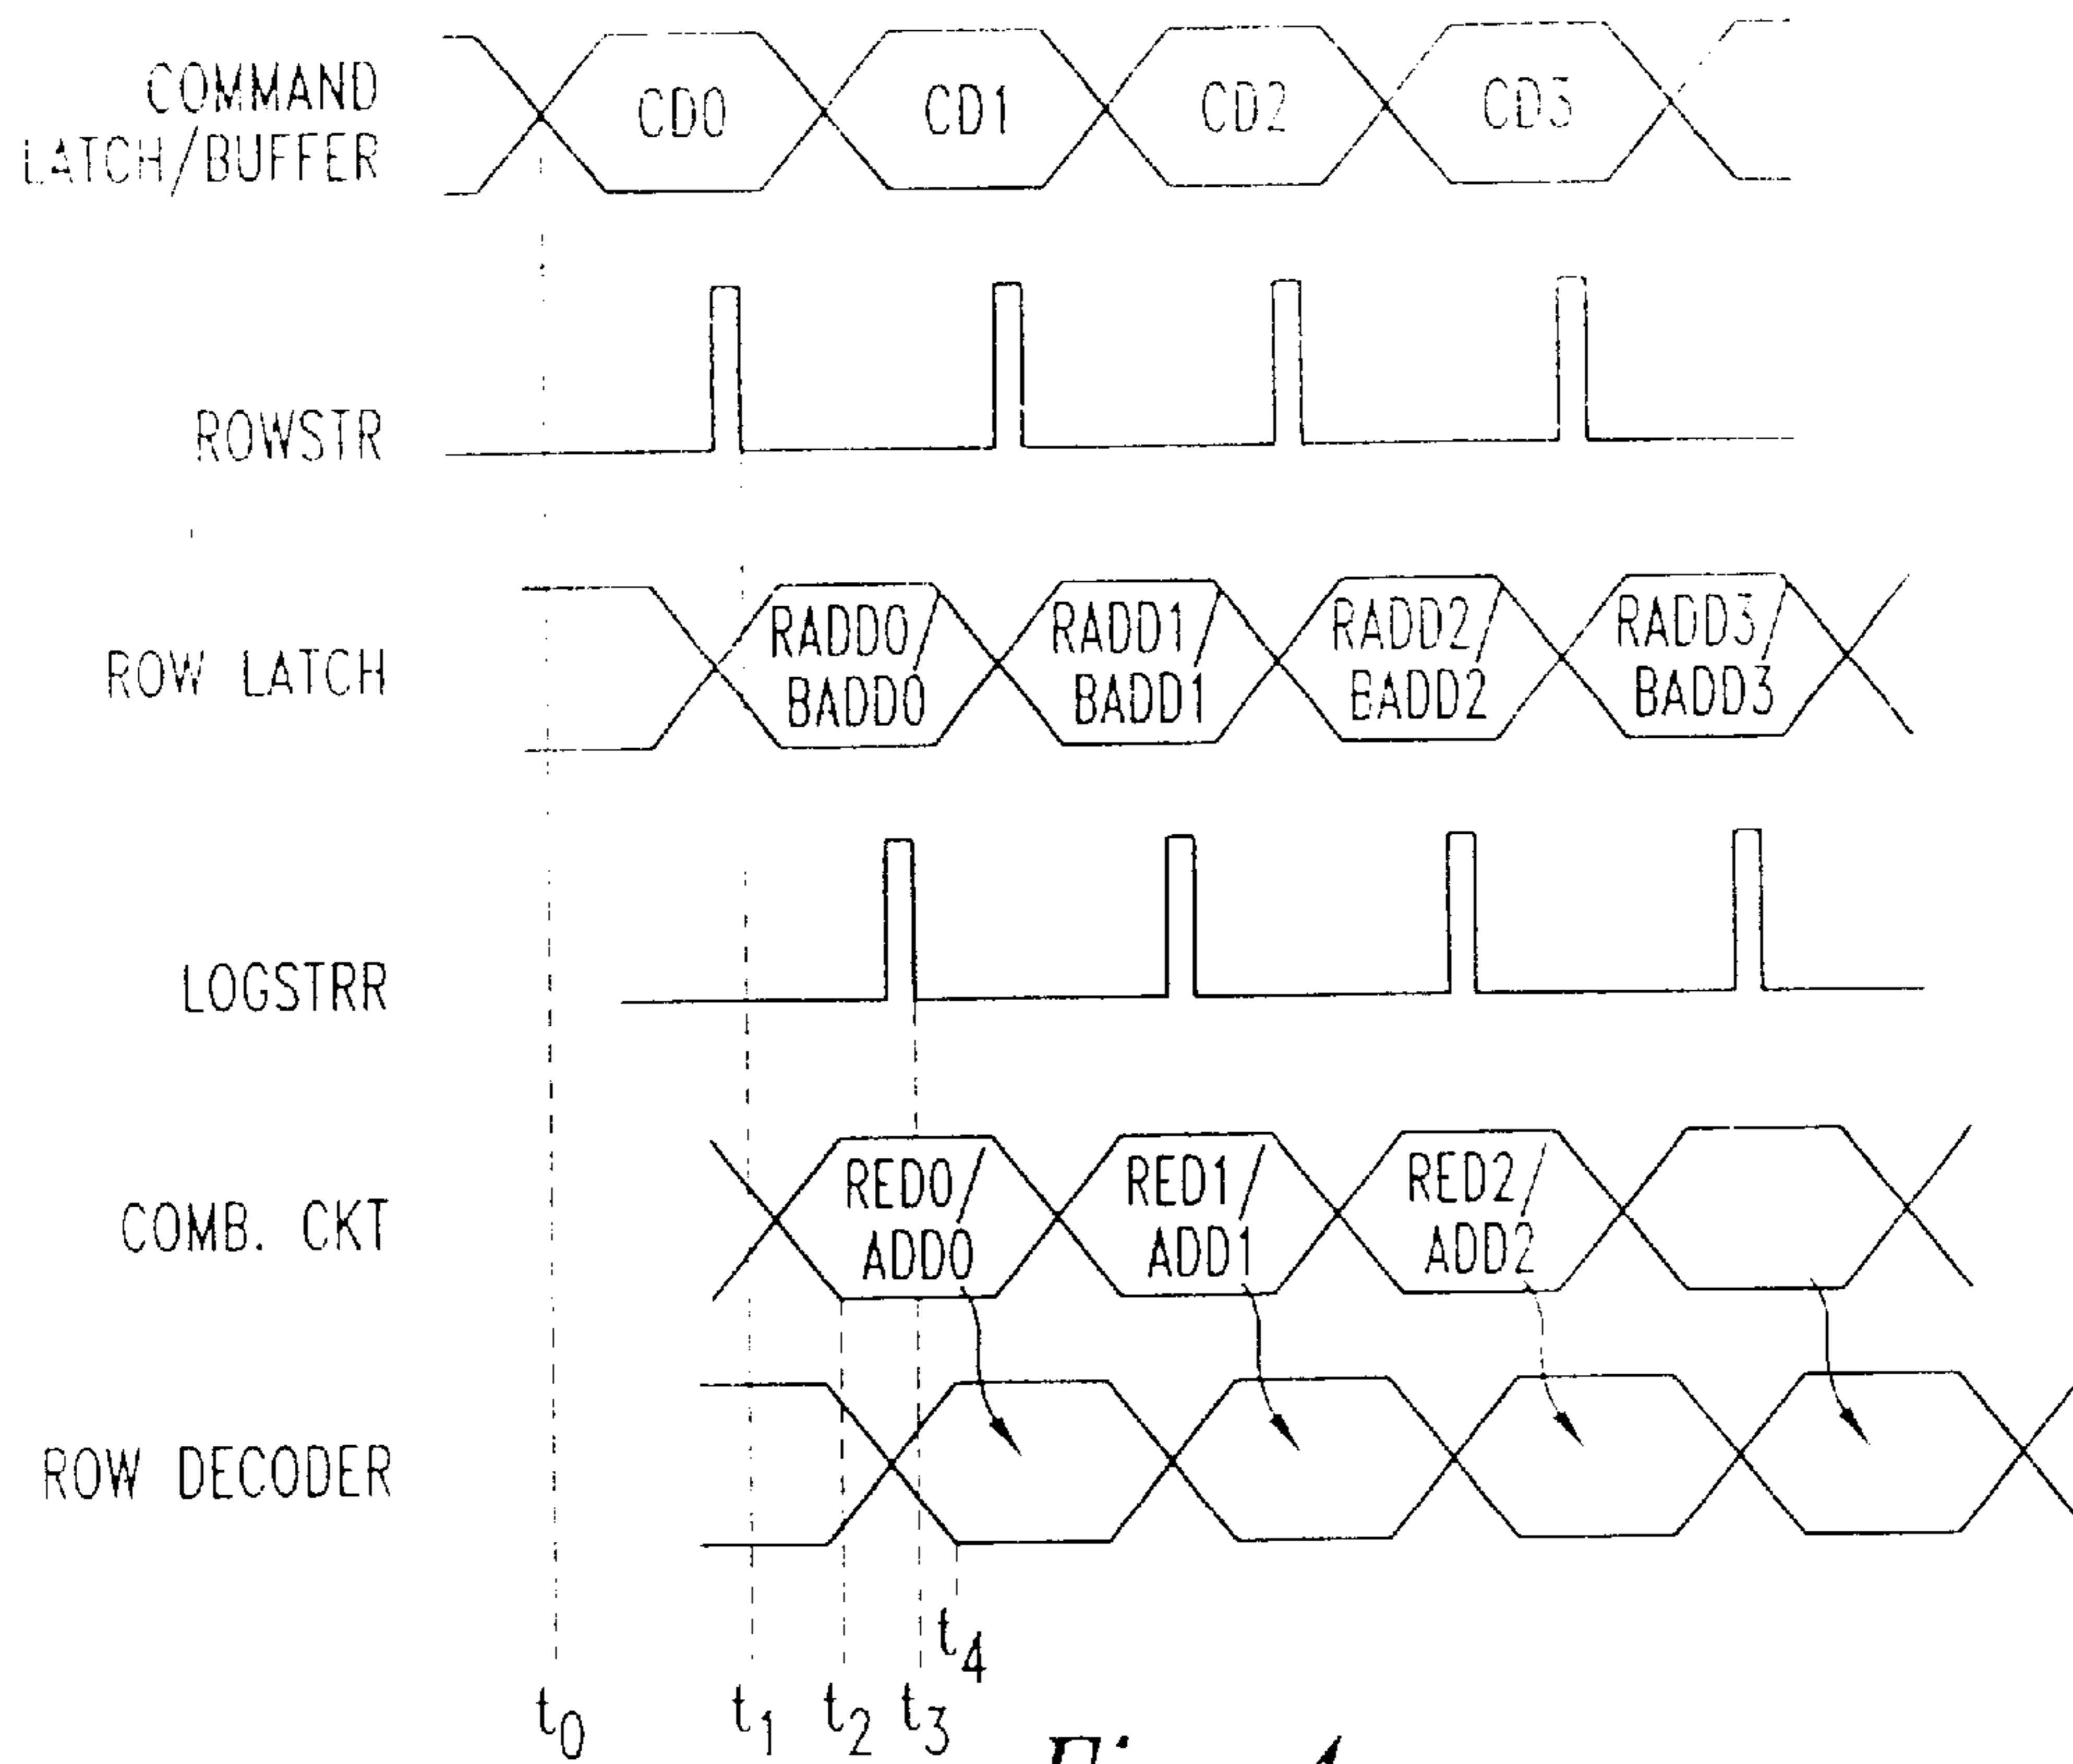 COMMAND
LATCH/BUFFER
CD0 CD1 CD2 CD3
ROWSTR
ROW LATCH
RADD0/ RADD1/ RADD2/ RADD3/
BADD0 BADD1 BADD2 BADD3
LOGSTRR
COMB. CKT
RED0/ RED1/ RED2/
ADD0 ADD1 ADD2
ROW DECODER
t4
t0 t1 t2 t3